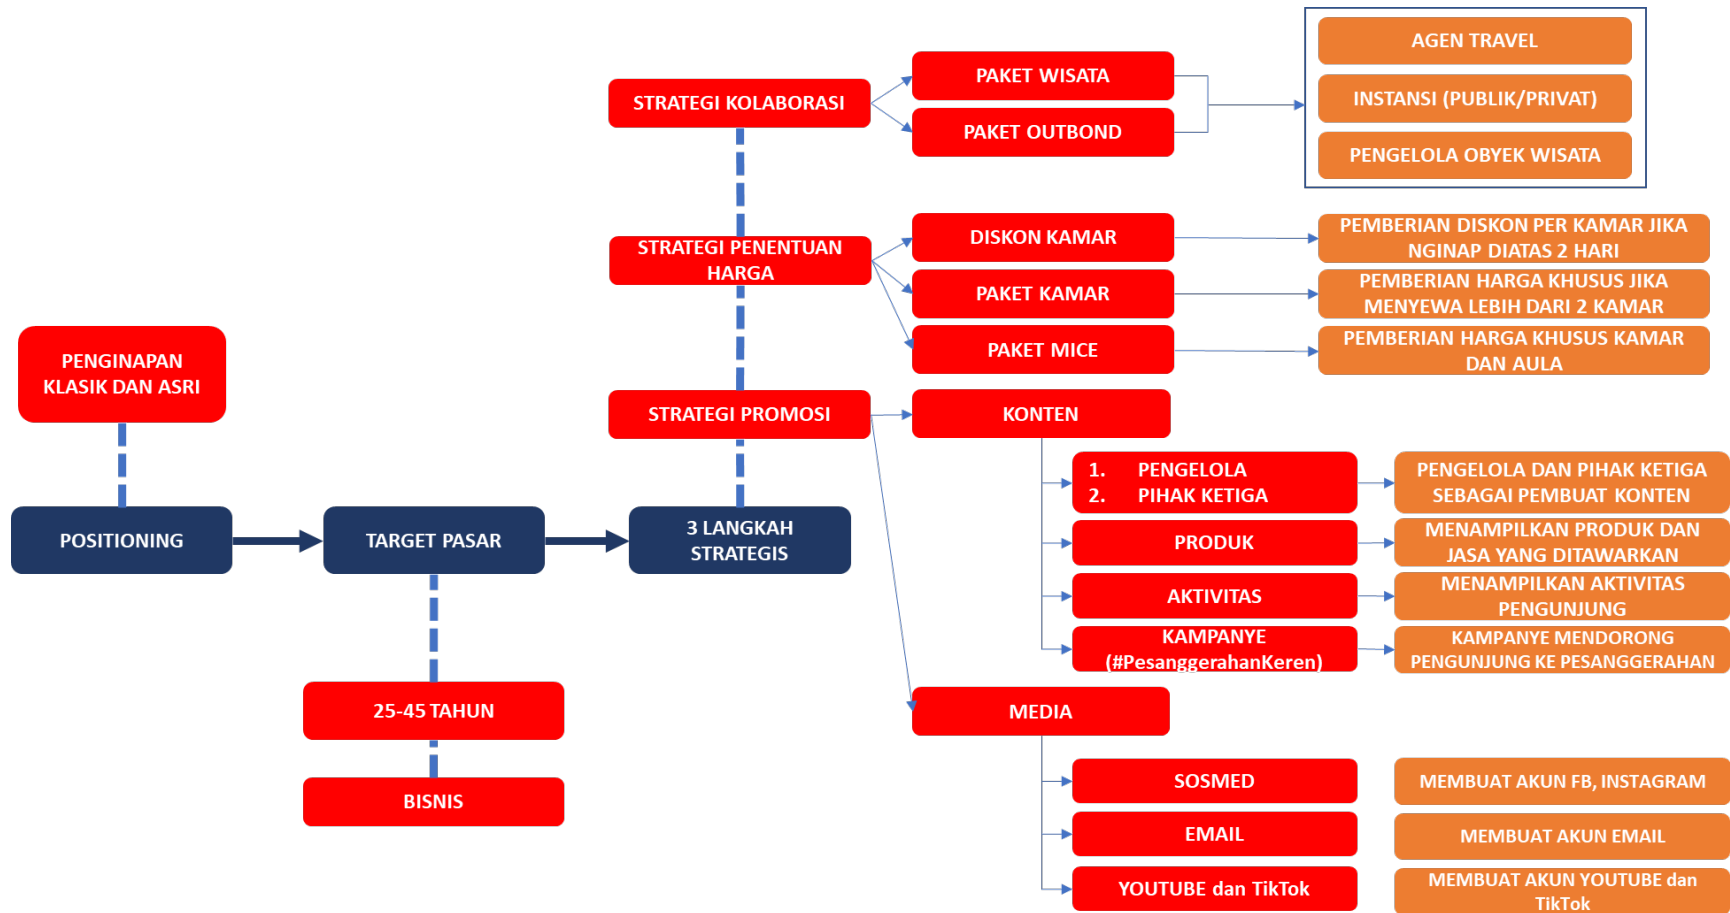 AGEN TRAVEL
PAKET WISATA
STRATEGI KOLABORASI
INSTANSI (PUBLIK/PRIVAT)
PAKET OUTBOND
PENGELOLA OBYEK WISATA
DISKON KAMAR
PEMBERIAN DISKON PER KAMAR JIKA
NGINAP DIATAS 2 HARI
STRATEGI PENENTUAN
HARGA
PAKET KAMAR
PEMBERIAN HARGA KHUSUS JIKA
MENYEWA LEBIH DARI 2 KAMAR
PAKET MICE
PEMBERIAN HARGA KHUSUS KAMAR
DAN AULA
PENGINAPAN
KLASIK DAN ASRI
STRATEGI PROMOSI
KONTEN
1. PENGELOLA
2. PIHAK KETIGA
PENGELOLA DAN PIHAK KETIGA
SEBAGAI PEMBUAT KONTEN
POSITIONING
TARGET PASAR
3 LANGKAH
STRATEGIS
PRODUK
MENAMPILKAN PRODUK DAN
JASA YANG DITAWARKAN
AKTIVITAS
MENAMPILKAN AKTIVITAS
PENGUNJUNG
KAMPANYE
(#PesanggerahanKeren)
KAMPANYE MENDORONG
PENGUNJUNG KE PESANGGERAHAN
25-45 TAHUN
MEDIA
BISNIS
SOSMED
MEMBUAT AKUN FB, INSTAGRAM
EMAIL
MEMBUAT AKUN EMAIL
YOUTUBE dan TikTok
MEMBUAT AKUN YOUTUBE dan
TikTok